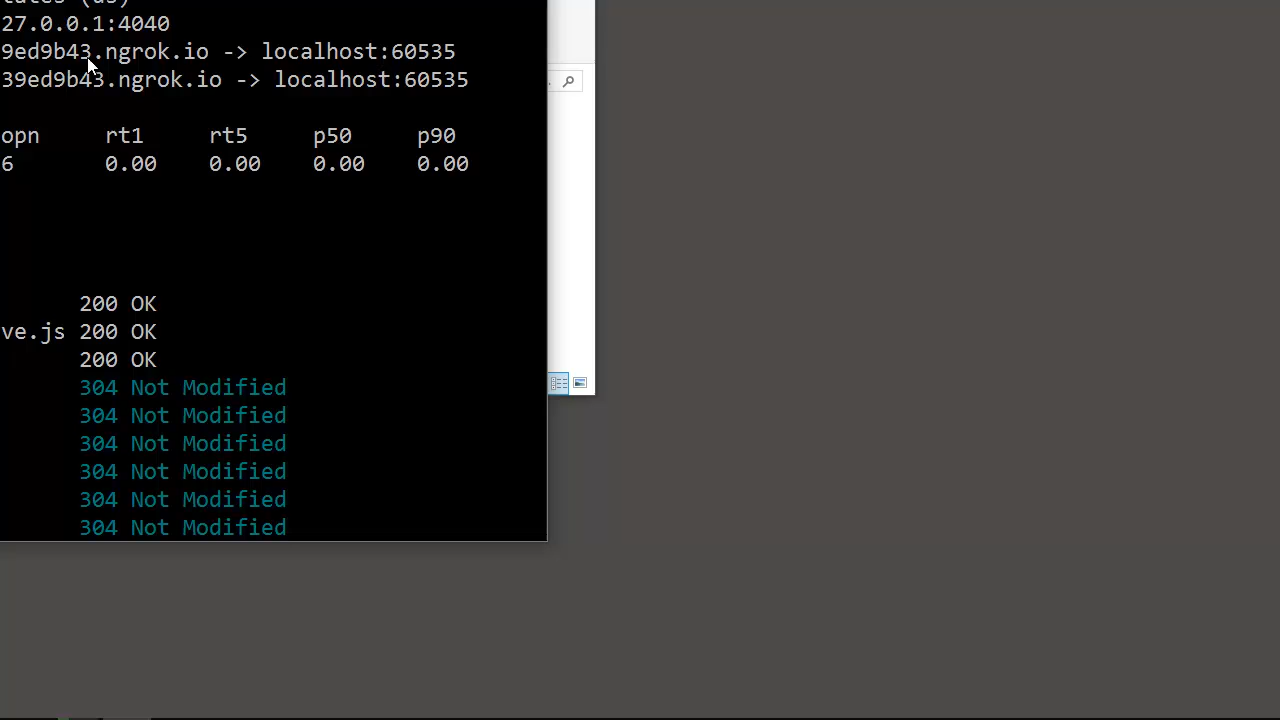 27.0.0.1:4040
9ed9b43.ngrok.io -> localhost:60535
39ed9b43.ngrok.io -> localhost:60535
opn rt1 rt5 p50 p90
6 0.00 0.00 0.00 0.00
200 OK
ve.js 200 OK
200 OK
304 Not Modified
304 Not Modified
304 Not Modified
304 Not Modified
304 Not Modified
304 Not Modified